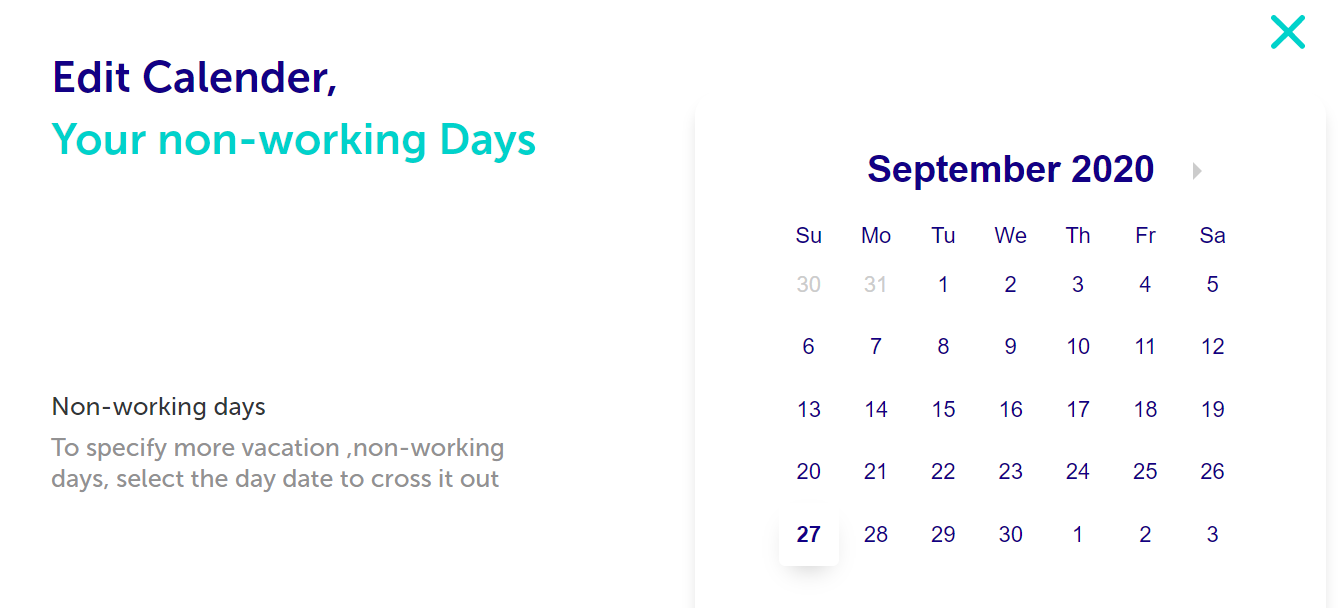 Edit Calender,
Your non-working Days
Non-working days
To specify more vacation ,non-working
days, select the day date to cross it out
September 2020
Su Mo Tu We Th Fr Sa
30 31 1 2 3 4 5
6 7 8 9 10 11 12
13 14 15 16 17 18 19
20 21 22 23 24 25 26
27 28 29 30 1 2 3